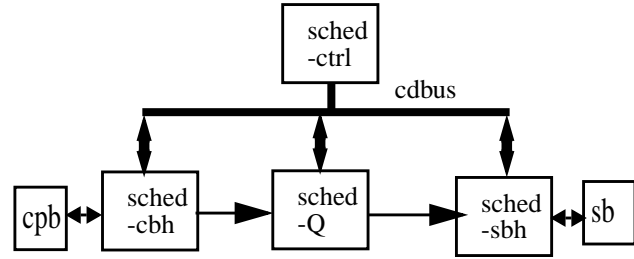 sched
-ctrl
cdbus
cpb
sched
-cbh
sched
-Q
sched
-sbh
sb